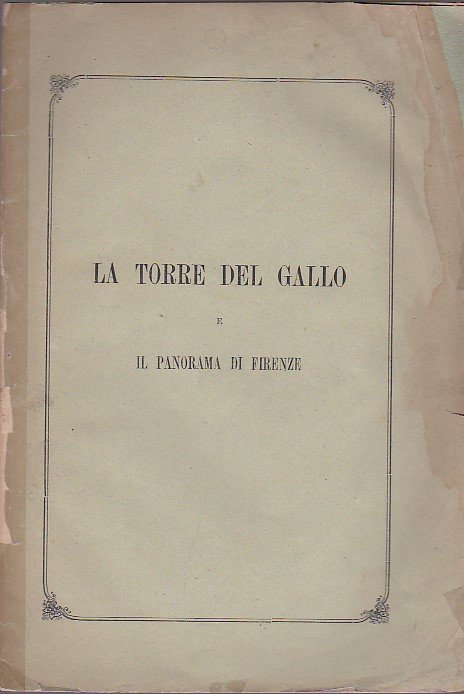 LA TORRE DEL GALLO
E
IL PANORAMA DI FIRENZE